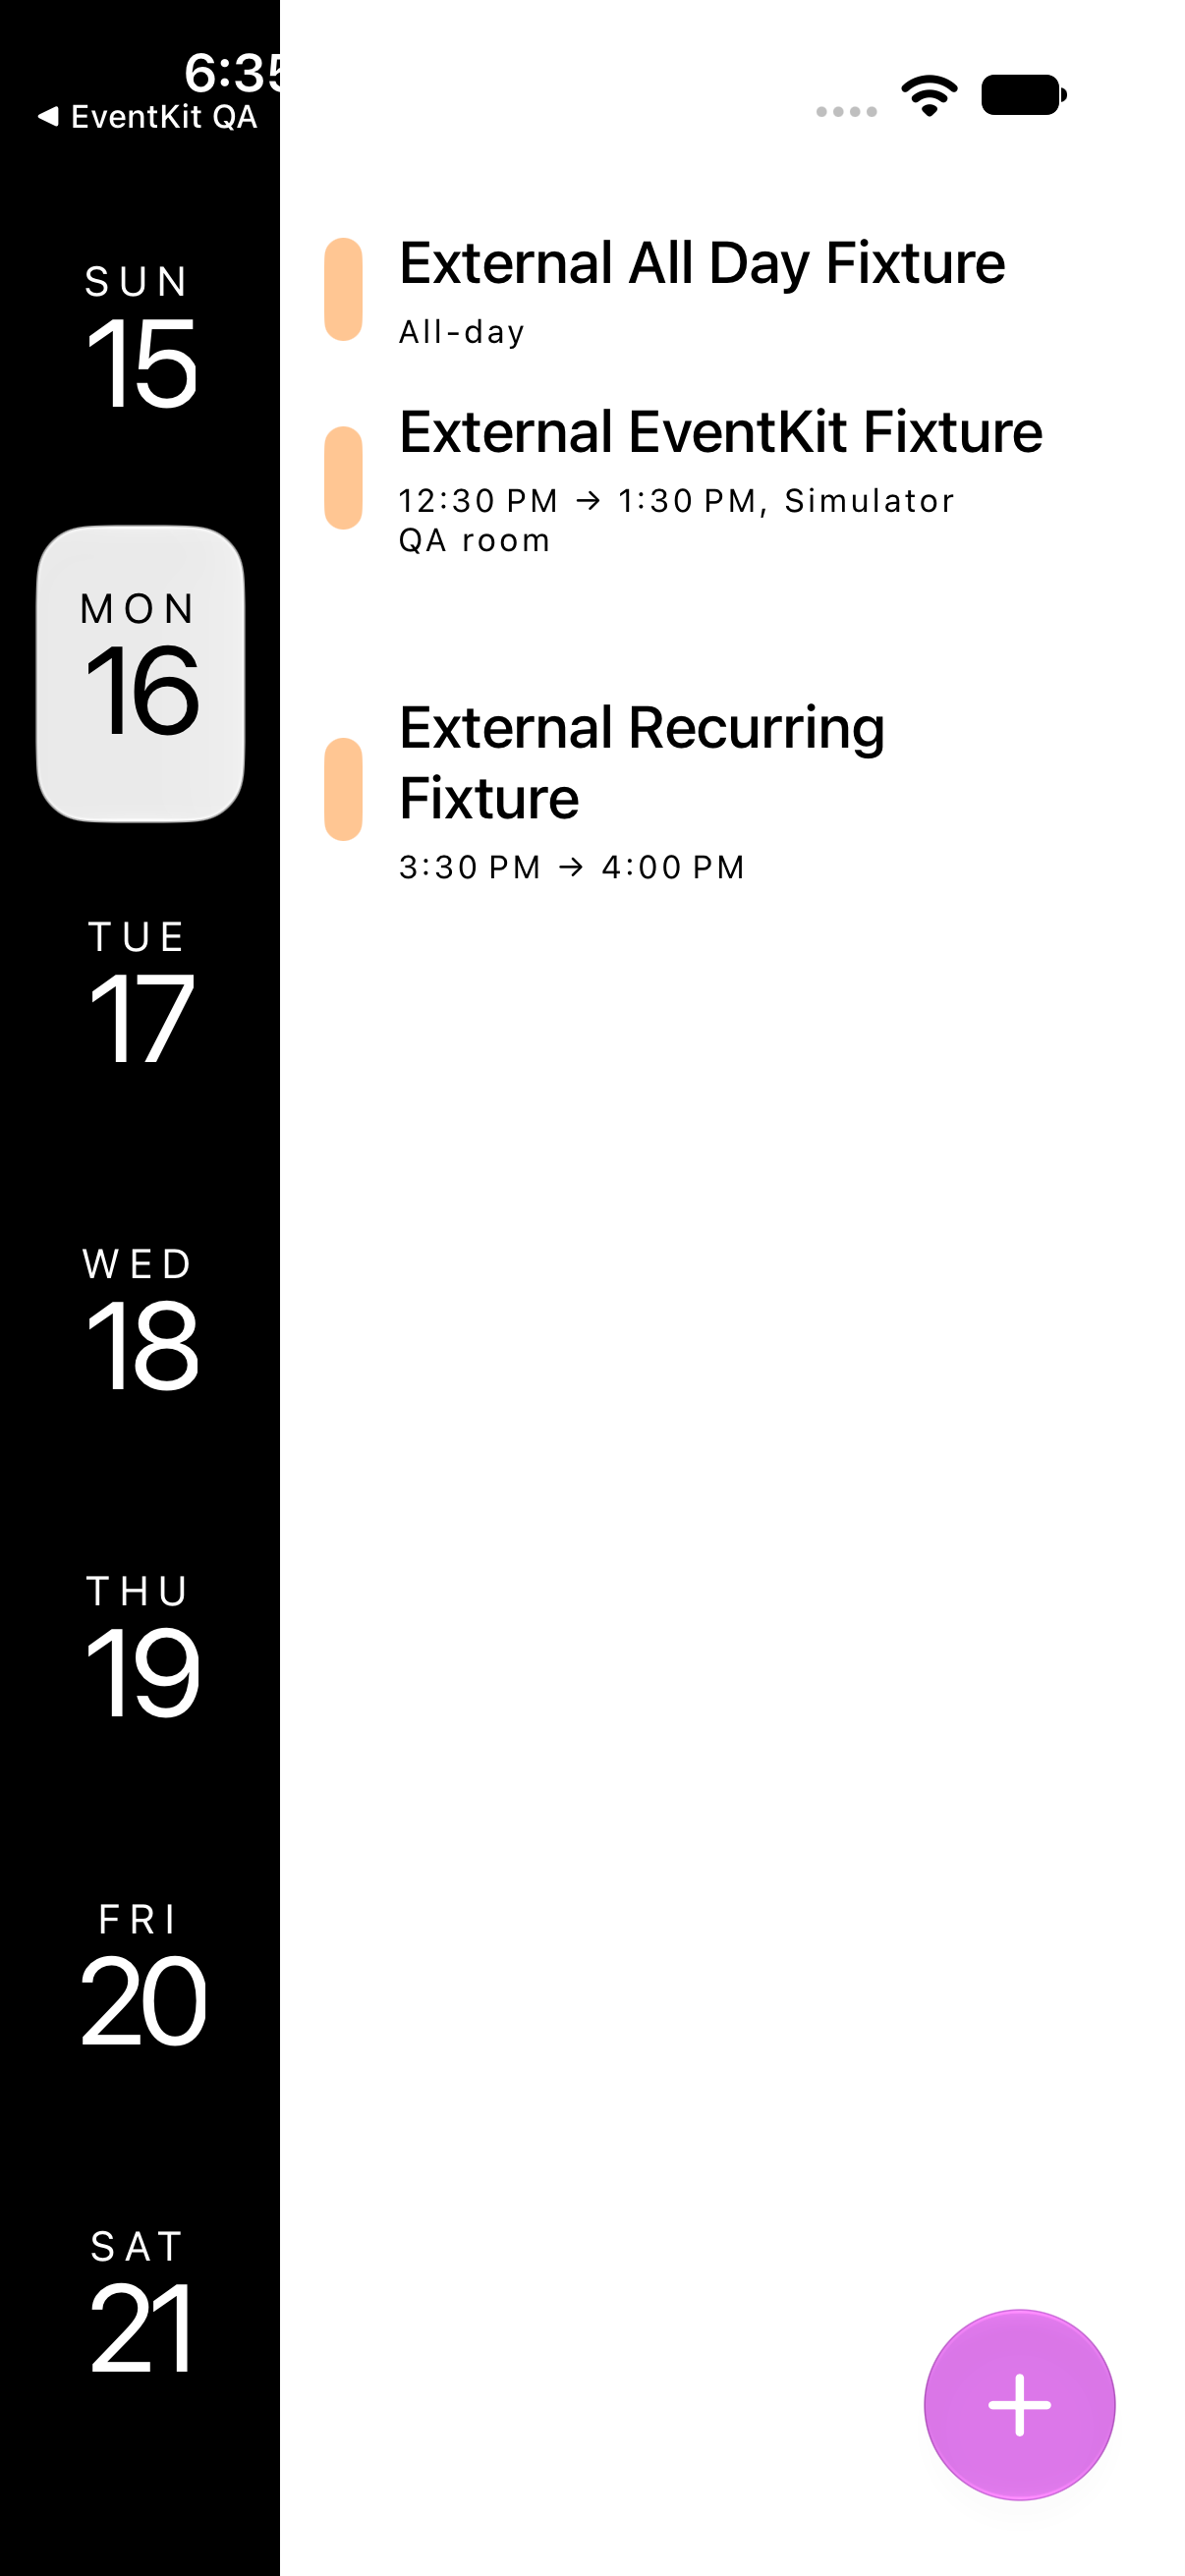 6:35
EventKit QA
SUN
15
MON
16
TUE
17
WED
18
THU
19
FRI
20
SAT
21
External All Day Fixture
All-day
External EventKit Fixture
12:30 PM → 1:30 PM, Simulator
QA room
External Recurring
Fixture
3:30 PM → 4:00 PM